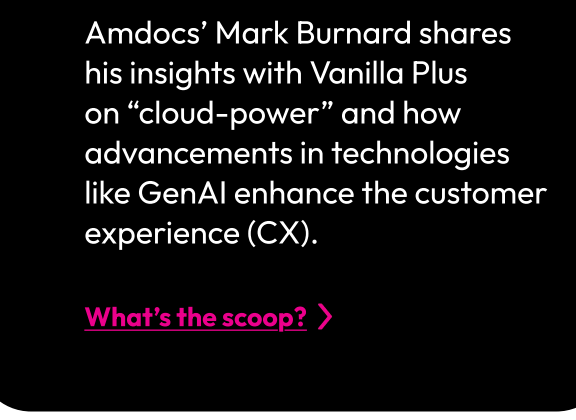 Amdocs’ Mark Burnard shares
his insights with Vanilla Plus
on “cloud-power” and how
advancements in technologies
like GenAI enhance the customer
experience (CX).
What’s the scoop?